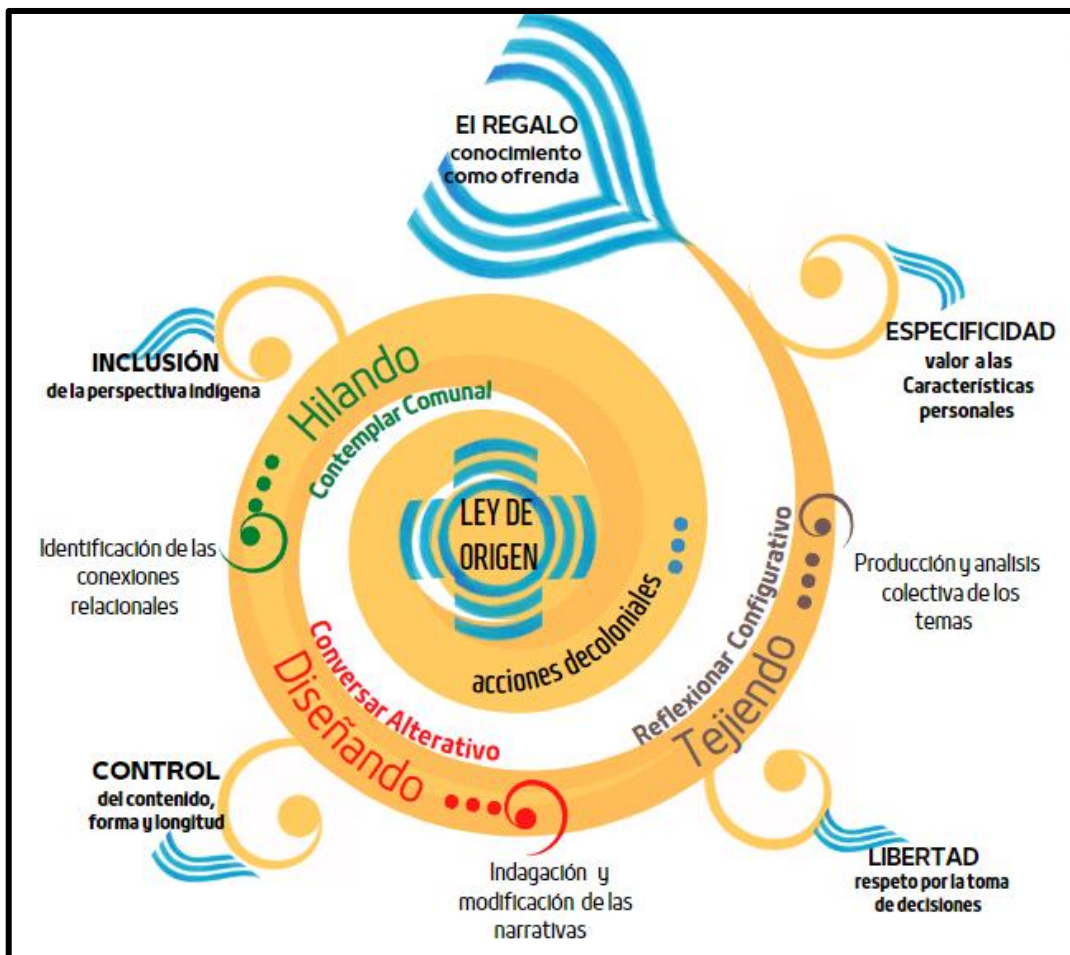 El REGALO
conocimiento
como ofrenda
INCLUSIÓN
de la perspectiva indígena
ESPECIFICIDAD
valor a las
Características
personales
Hilando
Contemplar Comunal
LEY DE
ORIGEN
acciones decoloniales
Identificación de las
conexiones
relacionales
Conversar Alterativo
Diseñando
Reflexionar Configurativo
Tejiendo
Producción y analisis
colectiva de los
temas
CONTROL
del contenido,
forma y longitud
Indagación y
modificación de las
narrativas
LIBERTAD
respeto por la toma
de decisiones